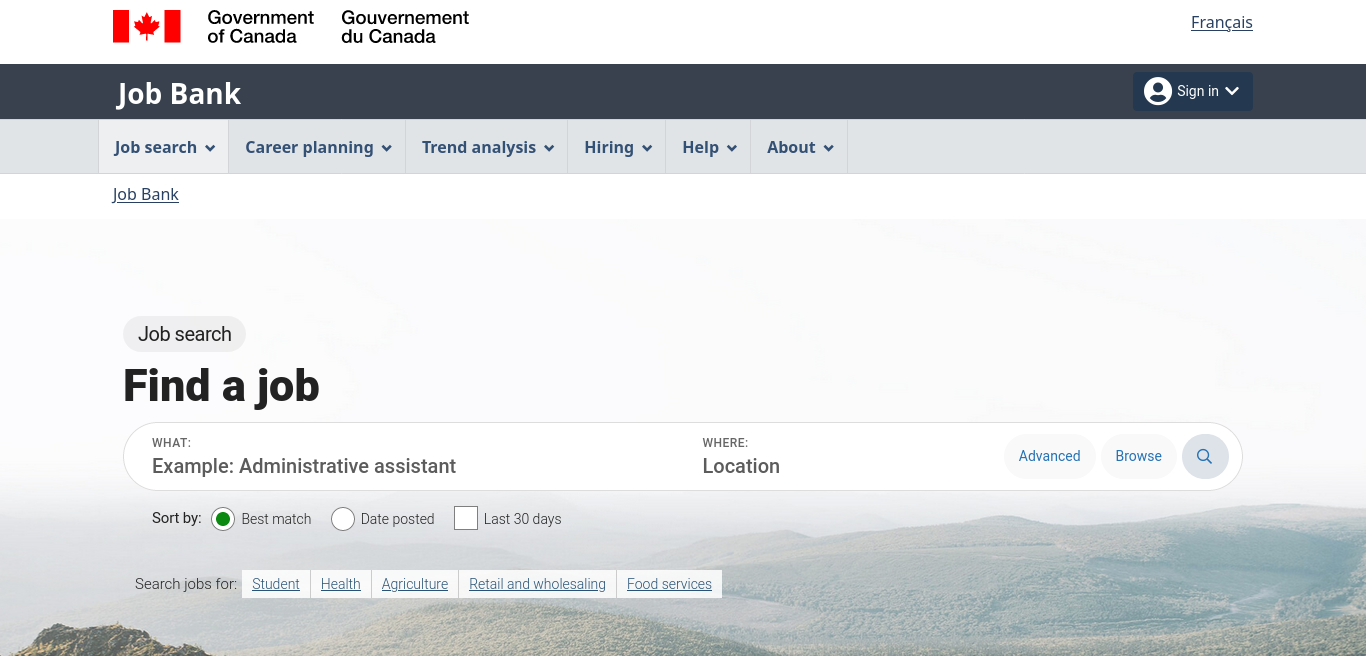 Government of Canada
Gouvernement du Canada
Français
Job Bank
Sign in
Job search
Career planning
Trend analysis
Hiring
Help
About
Job Bank
Job search
Find a job
WHAT:
Example: Administrative assistant
WHERE:
Location
Advanced
Browse
Sort by:
Best match
Date posted
Last 30 days
Search jobs for:
Student
Health
Agriculture
Retail and wholesaling
Food services